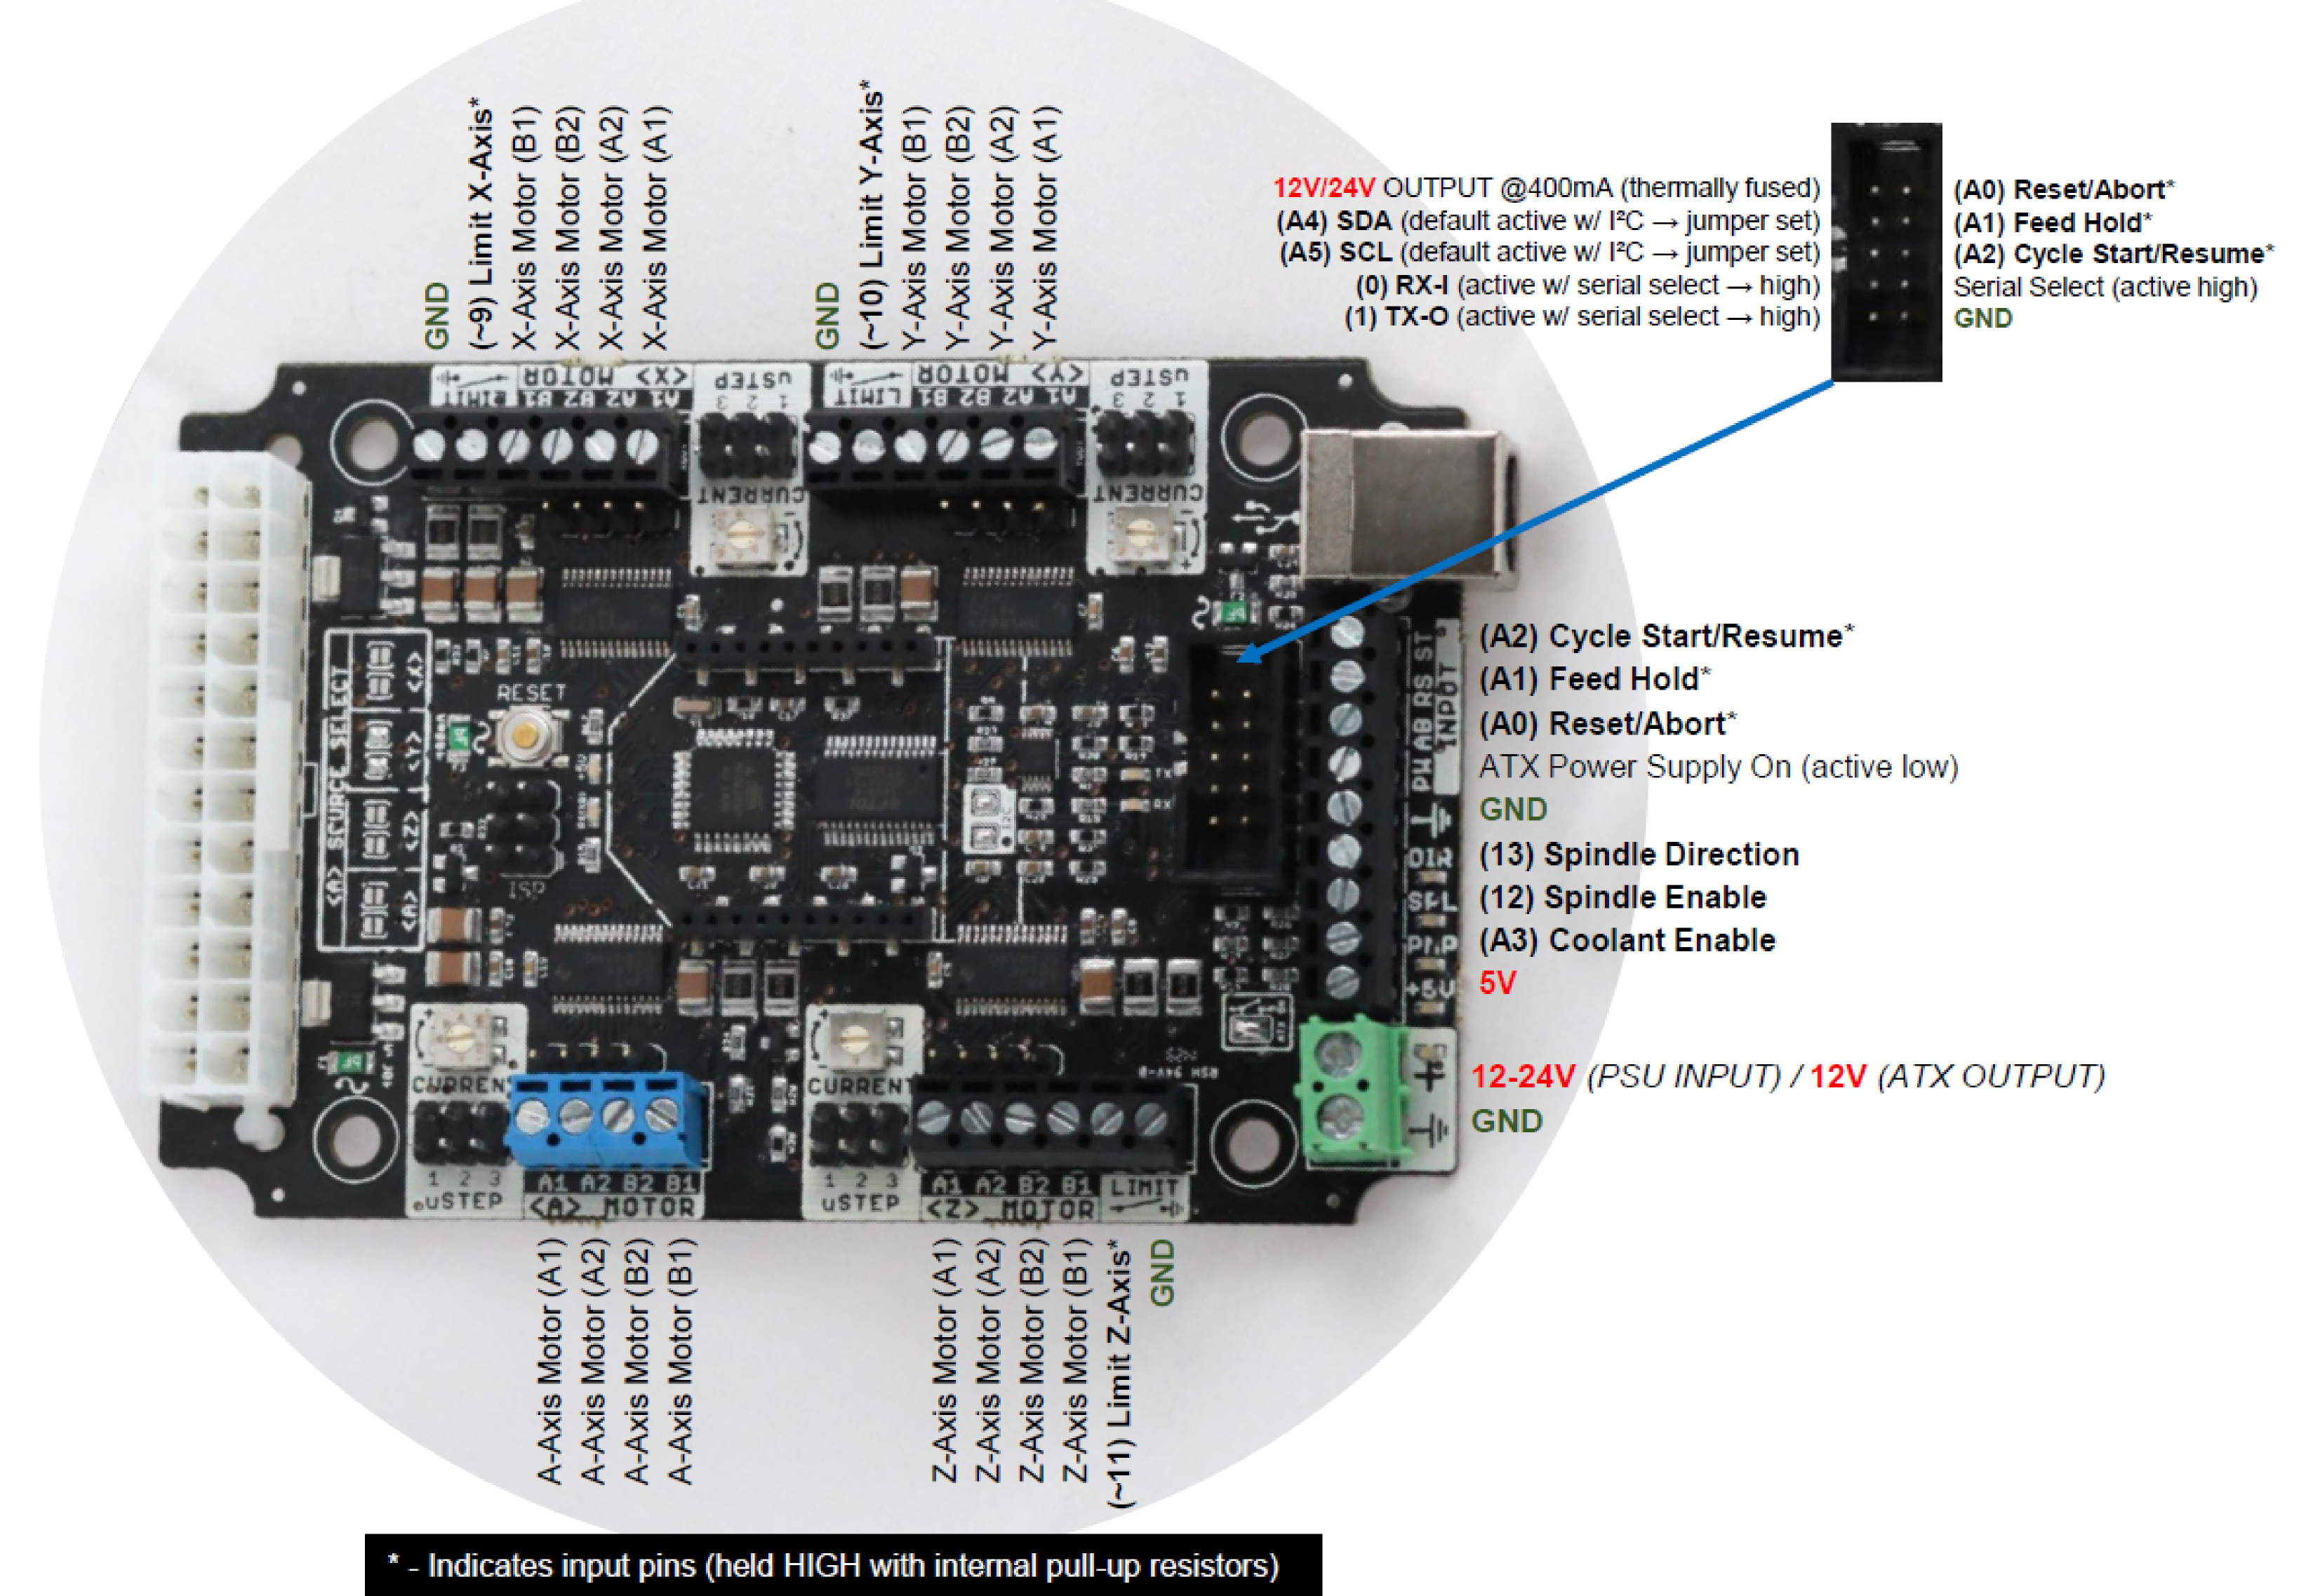 GND
(~9) Limit X-Axis*
X-Axis Motor (B1)
X-Axis Motor (B2)
X-Axis Motor (A2)
X-Axis Motor (A1)
GND
(~10) Limit Y-Axis*
Y-Axis Motor (B1)
Y-Axis Motor (B2)
Y-Axis Motor (A2)
Y-Axis Motor (A1)
12V/24V OUTPUT @400mA (thermally fused)
(A4) SDA (default active w/ I²C → jumper set)
(A5) SCL (default active w/ I²C → jumper set)
(0) RX-I (active w/ serial select → high)
(1) TX-O (active w/ serial select → high)
(A0) Reset/Abort*
(A1) Feed Hold*
(A2) Cycle Start/Resume*
Serial Select (active high)
GND
LIMIT
B1 B2 A2 A1
MOTOR <X>
uSTEP
3 2 1
CURRENT
LIMIT
B1 B2 A2 A1
MOTOR <Y>
uSTEP
3 2 1
CURRENT
<A> SOURCE SELECT
<X>
<Y>
<Z>
<A>
RESET
ISP
TX
RX
I2C
ST
RS
AB
PW
INPUT
DIR
+5V
(A2) Cycle Start/Resume*
(A1) Feed Hold*
(A0) Reset/Abort*
ATX Power Supply On (active low)
GND
(13) Spindle Direction
(12) Spindle Enable
(A3) Coolant Enable
5V
12-24V (PSU INPUT) / 12V (ATX OUTPUT)
GND
CURRENT
1 2 3
uSTEP
A1 A2 B2 B1
<A> MOTOR
CURRENT
1 2 3
uSTEP
A1 A2 B2 B1 LIMIT
<Z> MOTOR
RSH 94V-0
A-Axis Motor (A1)
A-Axis Motor (A2)
A-Axis Motor (B2)
A-Axis Motor (B1)
Z-Axis Motor (A1)
Z-Axis Motor (A2)
Z-Axis Motor (B2)
Z-Axis Motor (B1)
(~11) Limit Z-Axis*
GND
* - Indicates input pins (held HIGH with internal pull-up resistors)